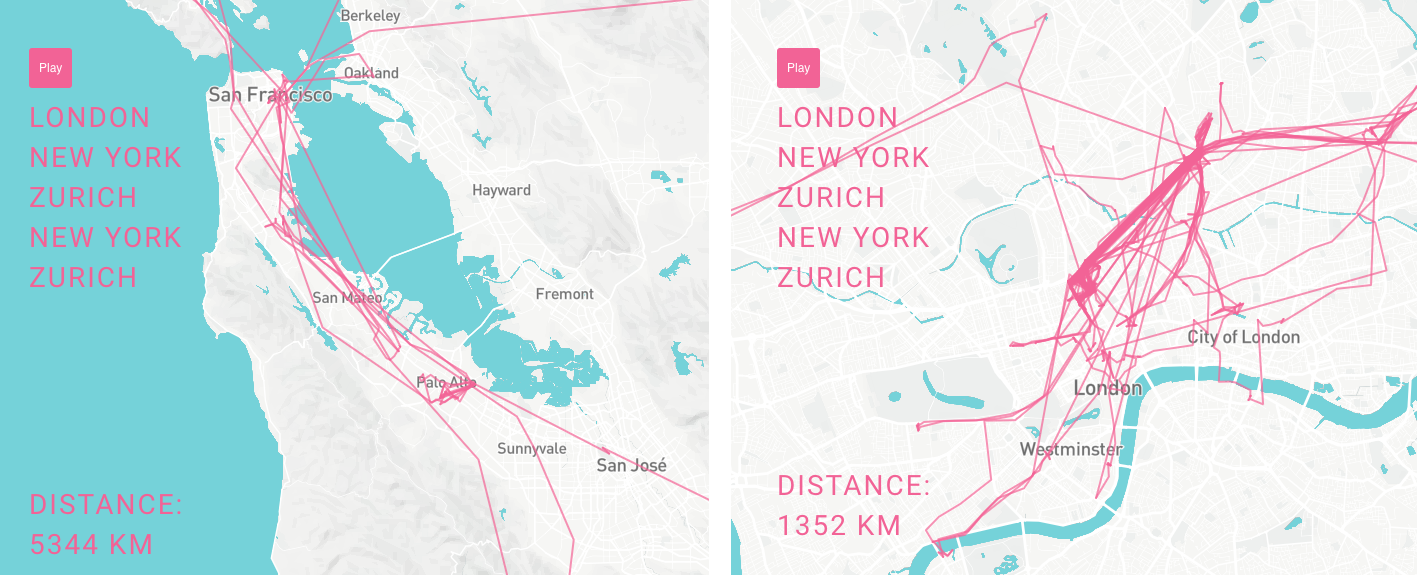 Berkeley
Play
Oakland
San Francisco
LONDON
NEW YORK
ZURICH
NEW YORK
ZURICH
Hayward
San Mateo
Fremont
Palo Alto
Sunnyvale
San José
DISTANCE:
5344 KM
Play
LONDON
NEW YORK
ZURICH
NEW YORK
ZURICH
City of London
London
Westminster
DISTANCE:
1352 KM